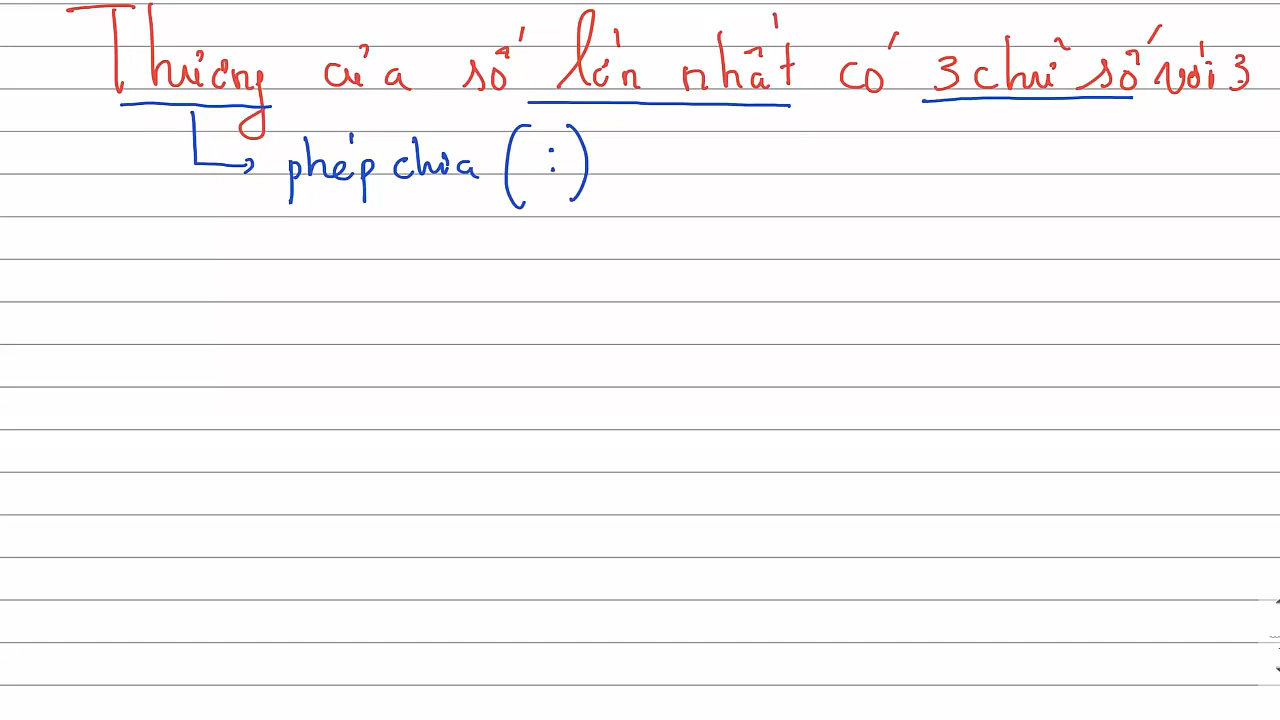 Thương của số lớn nhất có 3 chữ số với 3
phép chia (:)